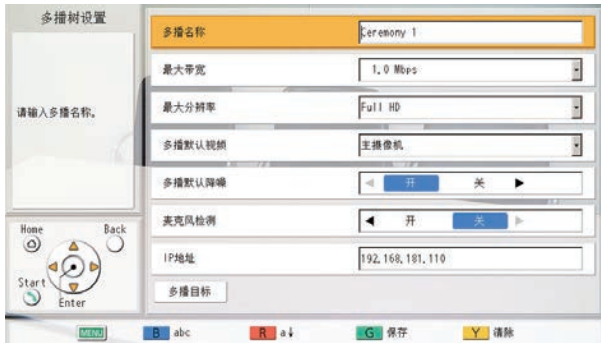 多播树设置
请输入多播名称。
多播名称 Ceremony 1
最大带宽 1.0 Mbps
最大分辨率 Full HD
多播默认视频 主摄像机
多播默认降噪 ◀ 开 关 ▶
麦克风检测 ◀ 开 关 ▶
IP地址 192.168.181.110
多播目标
Home Back
Start Enter
MENU B abc R a↓ G 保存 Y 清除